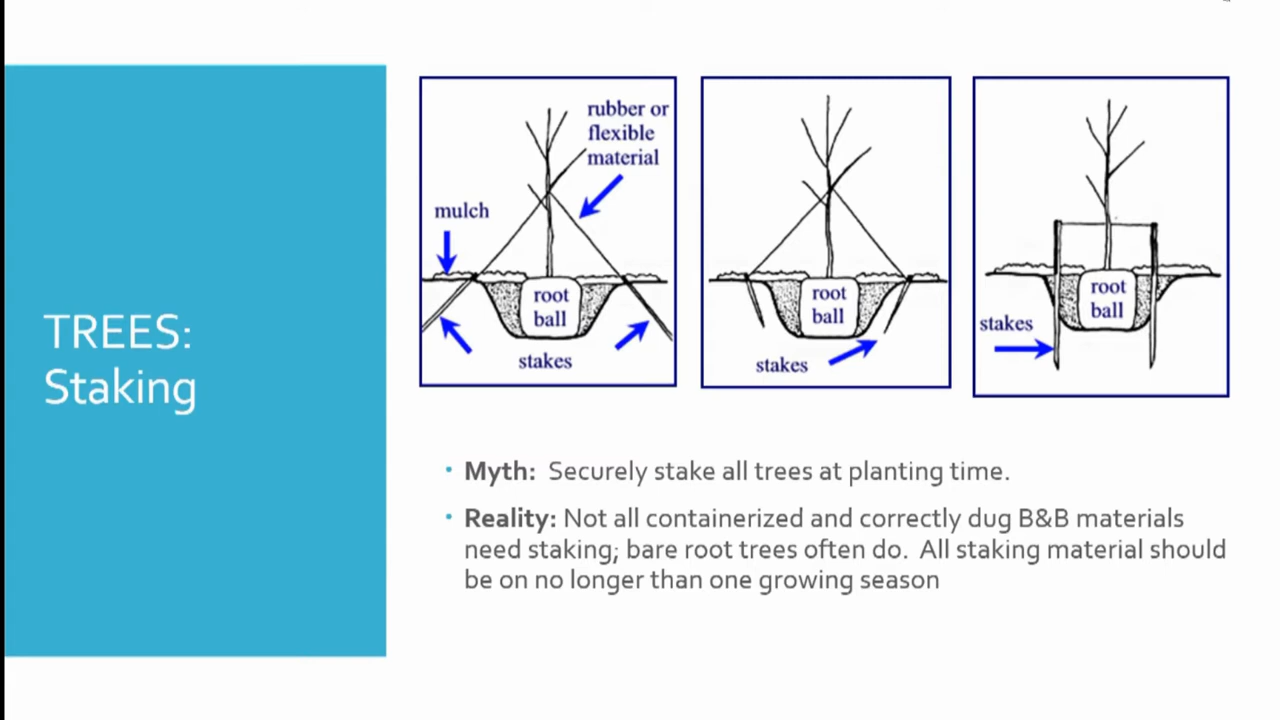 TREES:
Staking
rubber or
flexible
material
mulch
root
ball
stakes
root
ball
stakes
root
ball
stakes
• Myth: Securely stake all trees at planting time.
• Reality: Not all containerized and correctly dug B&B materials
need staking; bare root trees often do. All staking material should
be on no longer than one growing season